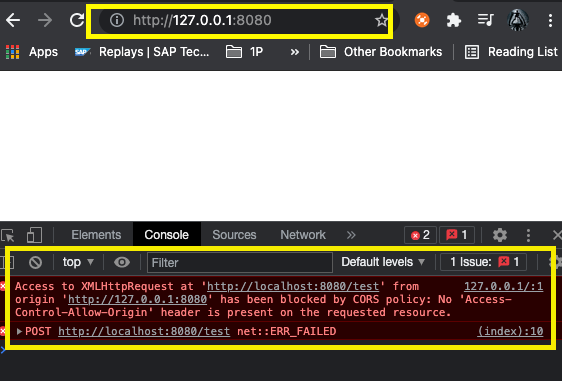 http://127.0.0.1:8080
Apps Replays | SAP Tec... 1P » Other Bookmarks Reading List
Elements Console Sources Network » 2 1
top ▼ Filter Default levels ▼ 1 Issue: 1
Access to XMLHttpRequest at 'http://localhost:8080/test' from 127.0.0.1/:1
origin 'http://127.0.0.1:8080' has been blocked by CORS policy: No 'Access-
Control-Allow-Origin' header is present on the requested resource.
POST http://localhost:8080/test net::ERR_FAILED (index):10